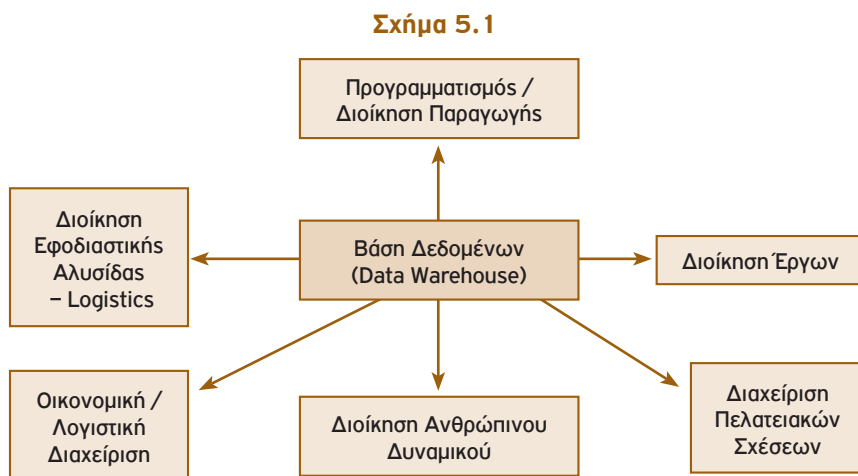 Σχήμα 5.1
Προγραμματισμός /
Διοίκηση Παραγωγής
Διοίκηση
Εφοδιαστικής
Αλυσίδας
– Logistics
Βάση Δεδομένων
(Data Warehouse)
Διοίκηση Έργων
Οικονομική /
Λογιστική
Διαχείριση
Διοίκηση Ανθρώπινου
Δυναμικού
Διαχείριση
Πελατειακών
Σχέσεων